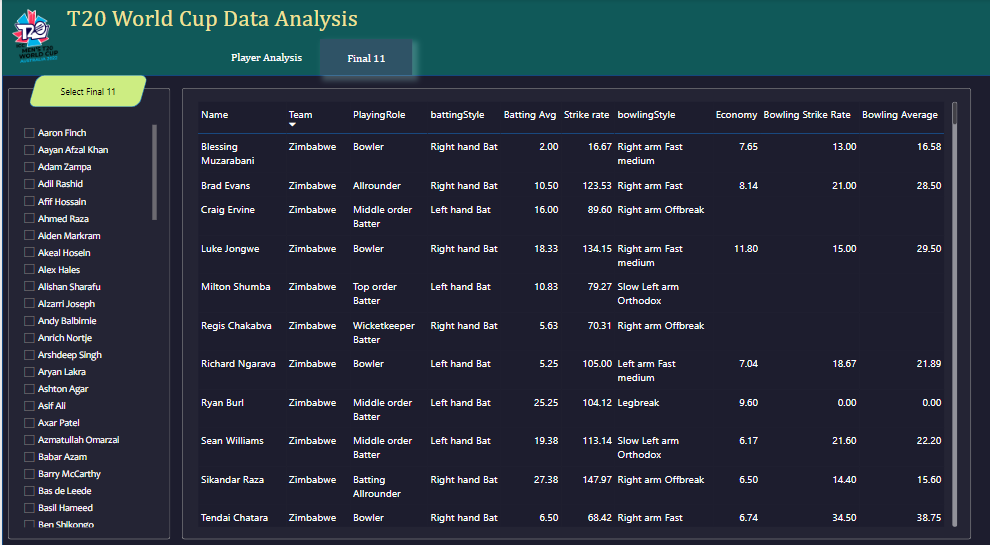 T20 World Cup Data Analysis
T20
MEN'S T20
WORLD CUP
Player Analysis Final 11
Select Final 11
Aaron Finch
Aayan Afzal Khan
Adam Zampa
Adil Rashid
Afif Hossain
Ahmed Raza
Aiden Markram
Akeal Hosein
Alex Hales
Alishan Sharafu
Alzarri Joseph
Andy Balbirnie
Anrich Nortje
Arshdeep Singh
Aryan Lakra
Ashton Agar
Asif Ali
Axar Patel
Azmatullah Omarzai
Babar Azam
Barry McCarthy
Bas de Leede
Basil Hameed
Ben Shikongo
Name Team PlayingRole battingStyle Batting Avg Strike rate bowlingStyle Economy Bowling Strike Rate Bowling Average
Blessing Zimbabwe Bowler Right hand Bat 2.00 16.67 Right arm Fast 7.65 13.00 16.58
Muzarabani medium
Brad Evans Zimbabwe Allrounder Right hand Bat 10.50 123.53 Right arm Fast 8.14 21.00 28.50
Craig Ervine Zimbabwe Middle order Left hand Bat 16.00 89.60 Right arm Offbreak
Batter
Luke Jongwe Zimbabwe Bowler Right hand Bat 18.33 134.15 Right arm Fast 11.80 15.00 29.50
medium
Milton Shumba Zimbabwe Top order Left hand Bat 10.83 79.27 Slow Left arm
Batter Orthodox
Regis Chakabva Zimbabwe Wicketkeeper Right hand Bat 5.63 70.31 Right arm Offbreak
Batter
Richard Ngarava Zimbabwe Bowler Left hand Bat 5.25 105.00 Left arm Fast 7.04 18.67 21.89
medium
Ryan Burl Zimbabwe Middle order Left hand Bat 25.25 104.12 Legbreak 9.60 0.00 0.00
Batter
Sean Williams Zimbabwe Middle order Left hand Bat 19.38 113.14 Slow Left arm 6.17 21.60 22.20
Batter Orthodox
Sikandar Raza Zimbabwe Batting Right hand Bat 27.38 147.97 Right arm Offbreak 6.50 14.40 15.60
Allrounder
Tendai Chatara Zimbabwe Bowler Right hand Bat 6.50 68.42 Right arm Fast 6.74 34.50 38.75